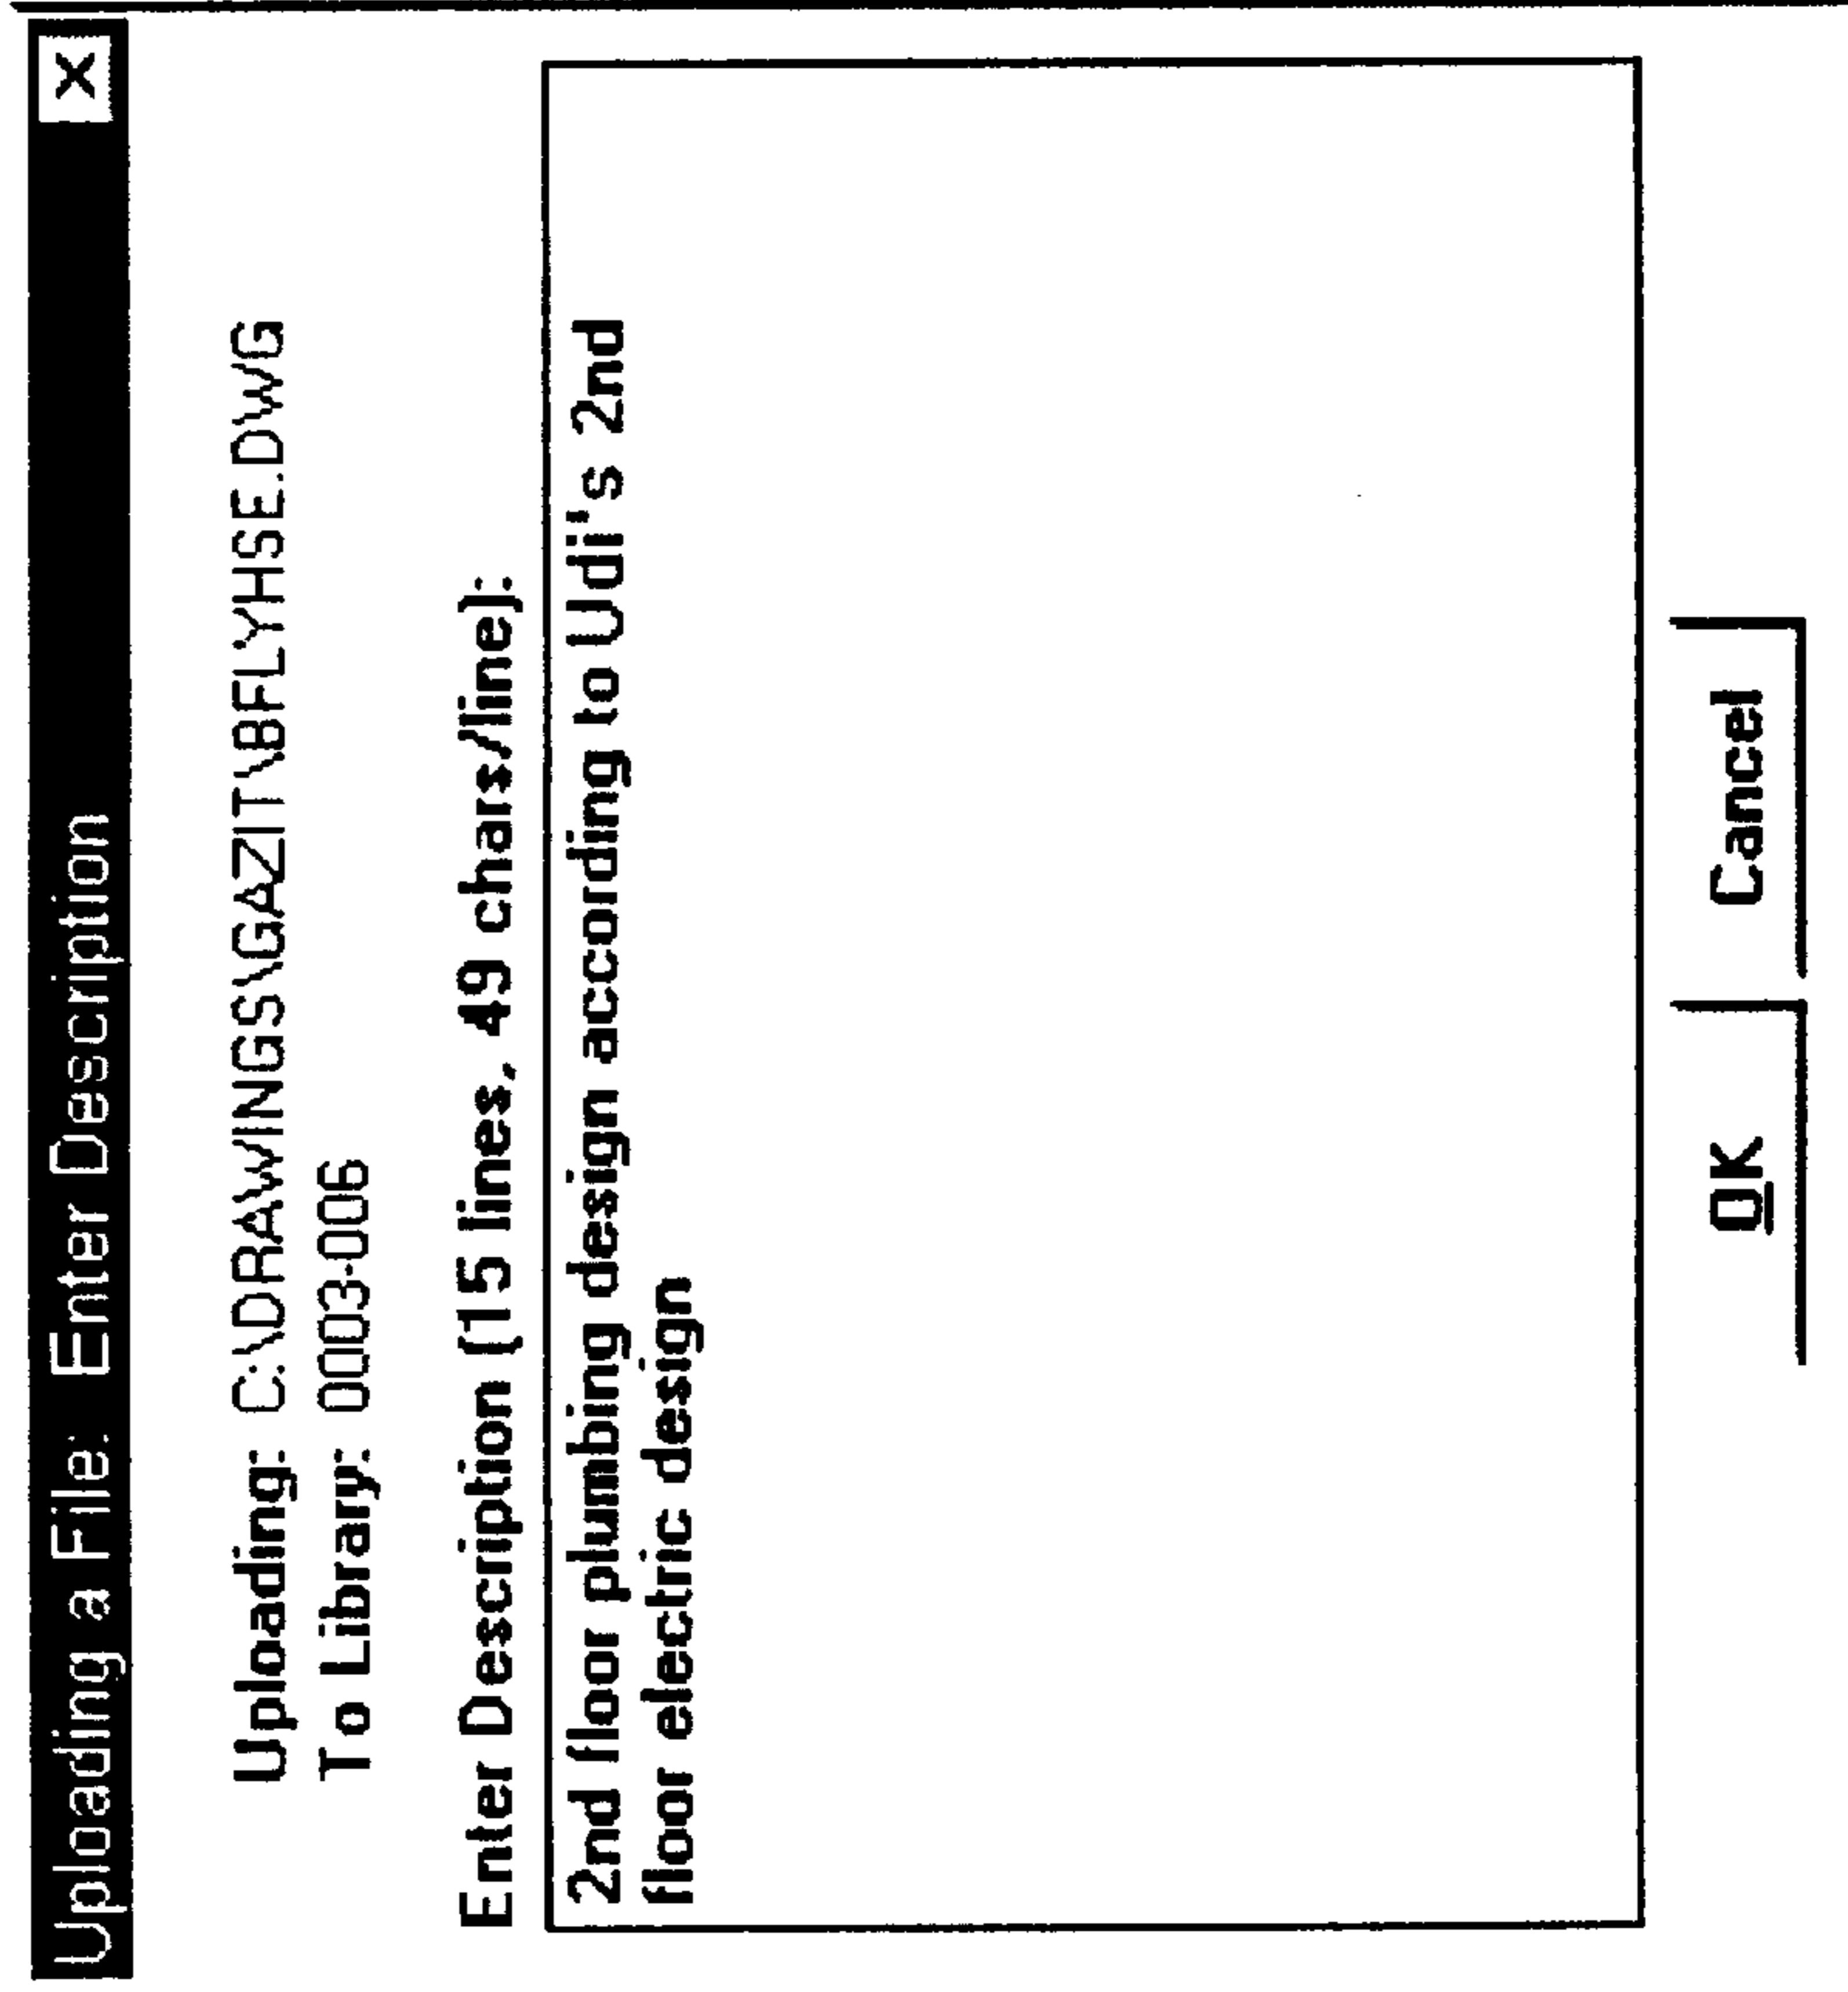 Uploading a File: Enter Description
X
Uploading: C:\DRAWINGS\GAZIT\8FLYHSE.DWG
To Library: 0003-006
Enter Description (15 lines, 49 chars/line):
2nd floor plumbing design according to Udi's 2nd
floor electric design
OK Cancel